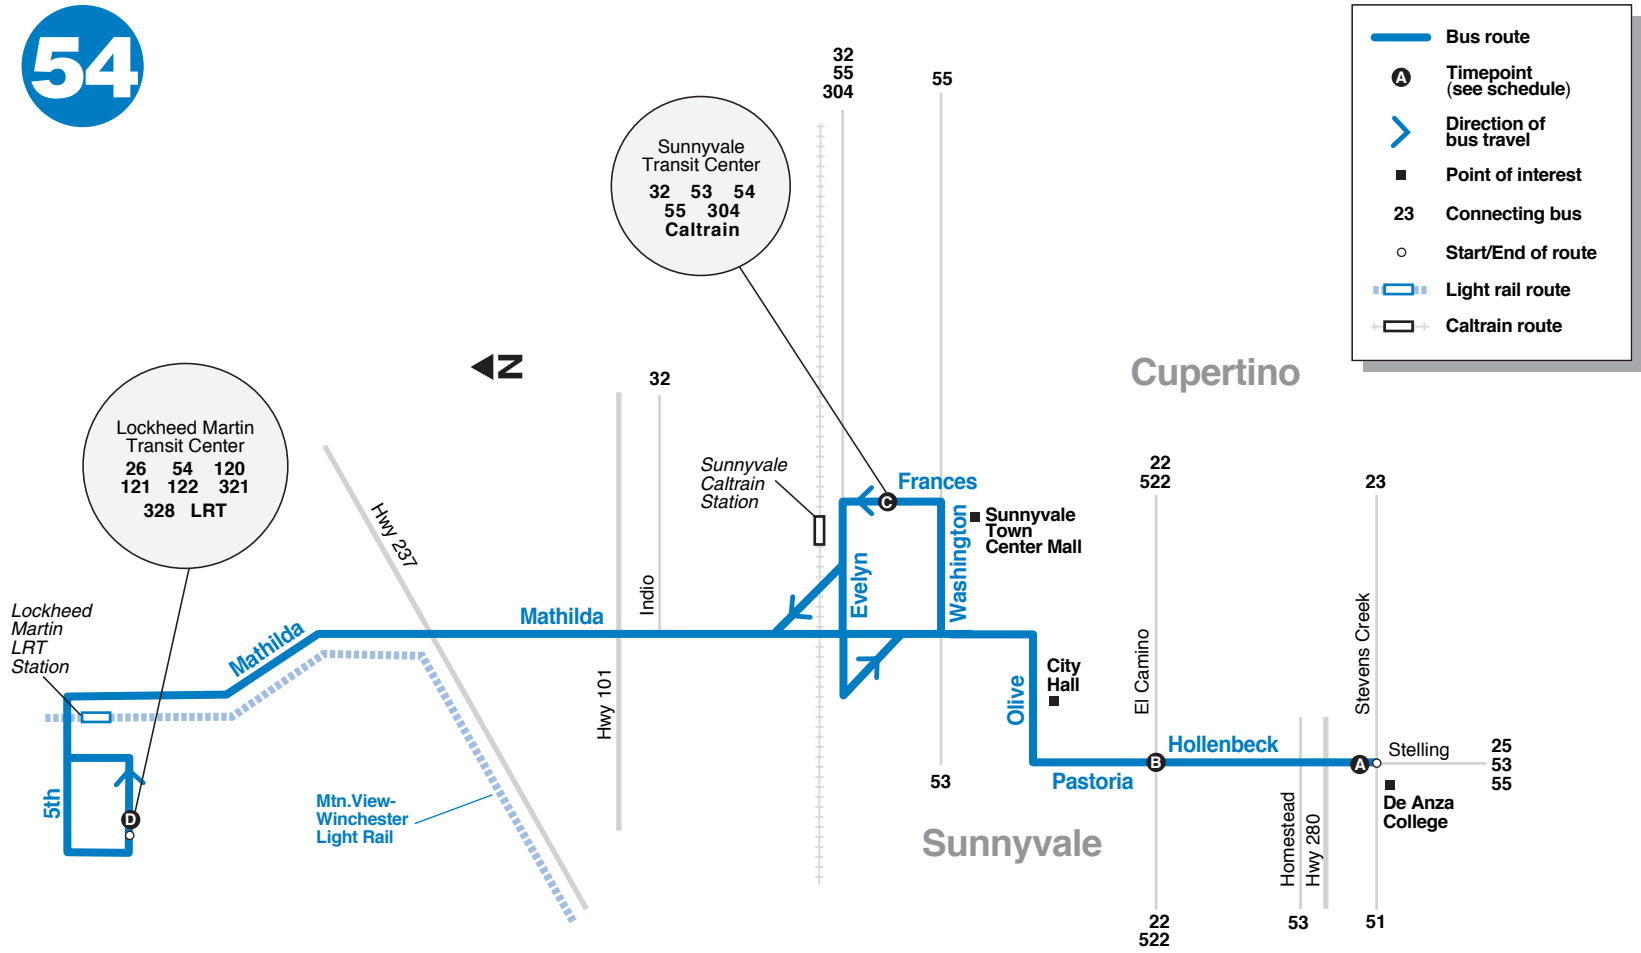 54
Bus route
A
Timepoint
(see schedule)
Direction of
bus travel
Point of interest
23
Connecting bus
Start/End of route
Light rail route
Caltrain route
32
55
304
55
Sunnyvale
Transit Center
32 53 54
55 304
Caltrain
N
Cupertino
32
Lockheed Martin
Transit Center
26 54 120
121 122 321
328 LRT
Sunnyvale
Caltrain
Station
22
522
23
Frances
C
Sunnyvale
Town
Center Mall
Hwy 237
Indio
Evelyn
Washington
Mathilda
Mathilda
Lockheed
Martin
LRT
Station
Hwy 101
Olive
City
Hall
El Camino
Stevens Creek
Hollenbeck
Stelling
25
53
55
B
A
Pastoria
53
De Anza
College
5th
D
Mtn.View-
Winchester
Light Rail
Sunnyvale
Homestead
Hwy 280
22
522
53
51